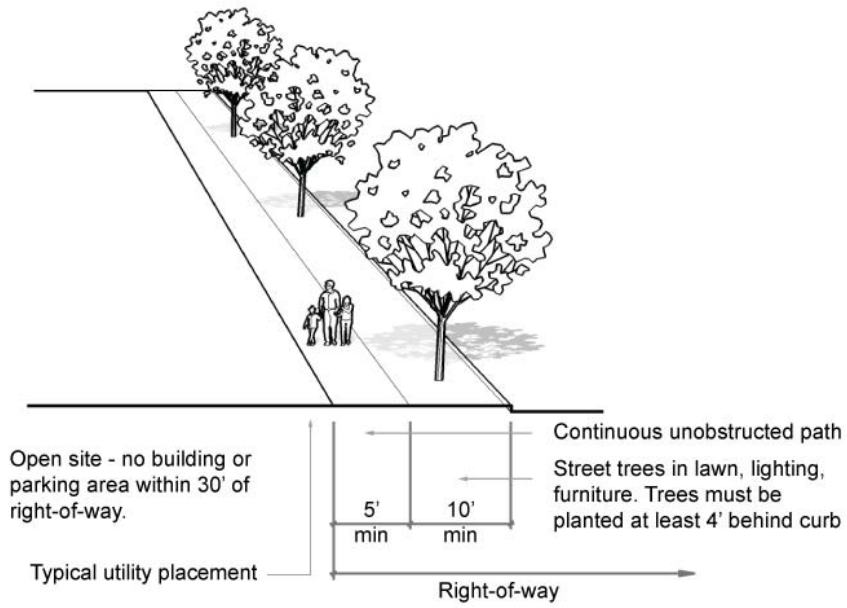 Continuous unobstructed path
Open site - no building or
parking area within 30’ of
right-of-way.
Street trees in lawn, lighting,
furniture. Trees must be
planted at least 4’ behind curb
5’
min
10’
min
Typical utility placement
Right-of-way